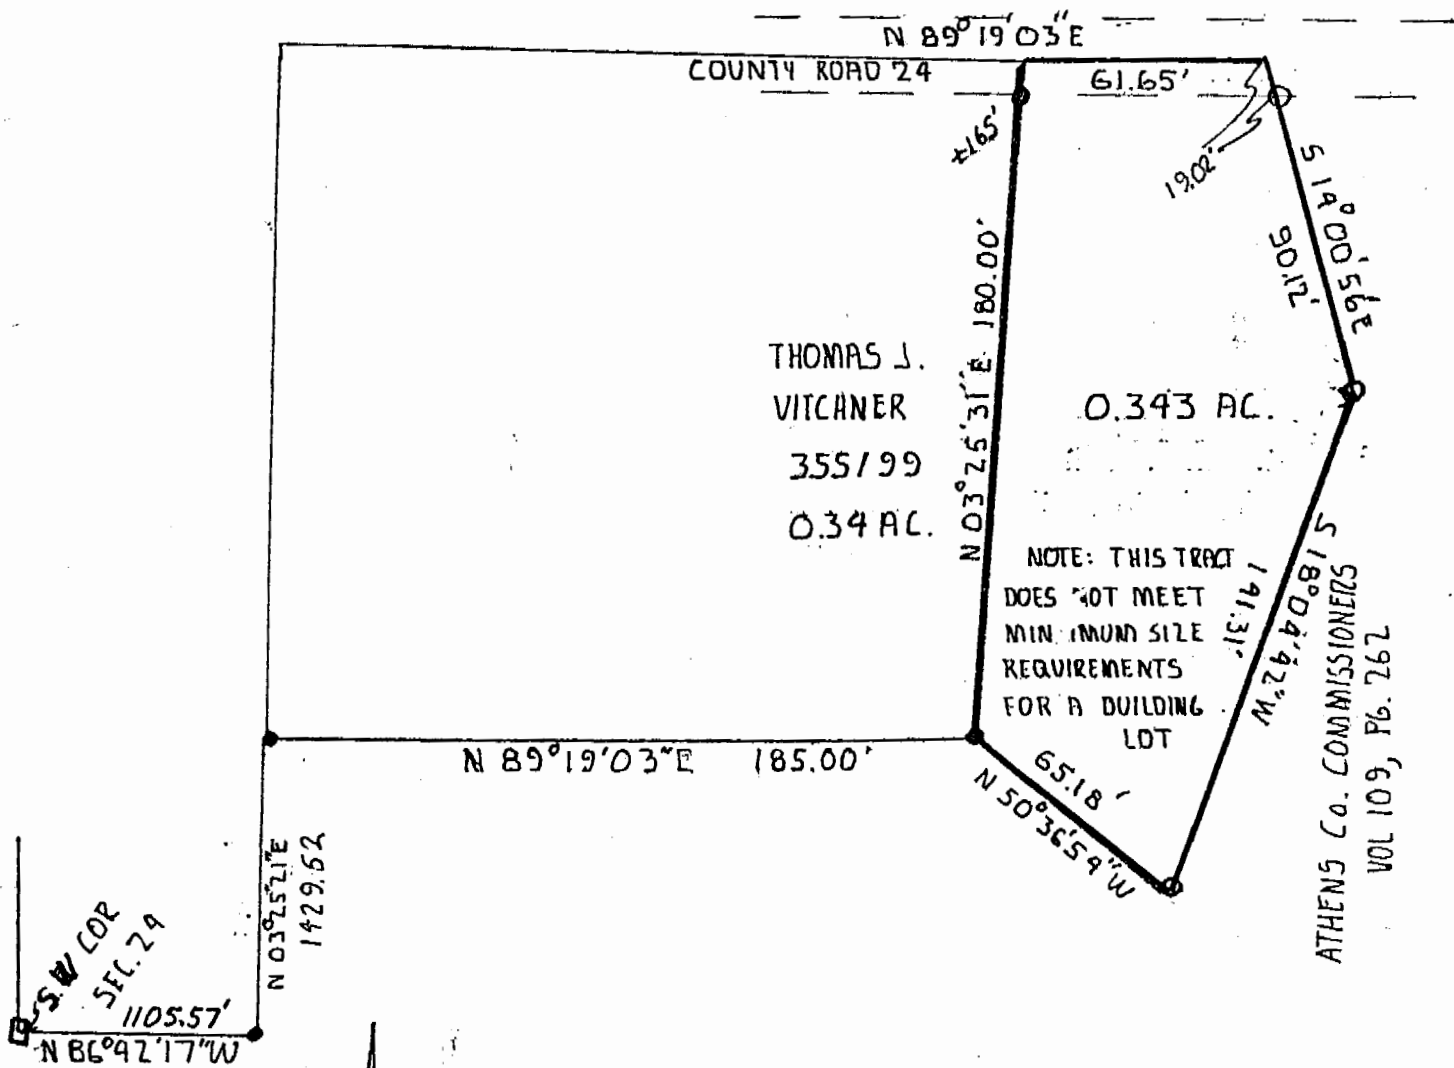 N 89°19'03"E
COUNTY ROAD 24
61.65'
±165'
19.02'
S 14°00'56"E
90.12'
N 03°25'31"E 180.00'
THOMAS J.
VITCHNER
355/99
0.34 AC.
0.343 AC.
NOTE: THIS TRACT
DOES NOT MEET
MINIMUM SIZE
REQUIREMENTS
FOR A BUILDING
LOT
S 18°04'42"W
141.31'
ATHENS CO. COMMISSIONERS
VOL 109, PG. 262
65.18'
N 50°36'54"W
N 89°19'03"E 185.00'
N 03°25'21"E
1429.62
S.W COR
SEC. 24
1105.57'
N 86°42'17"W